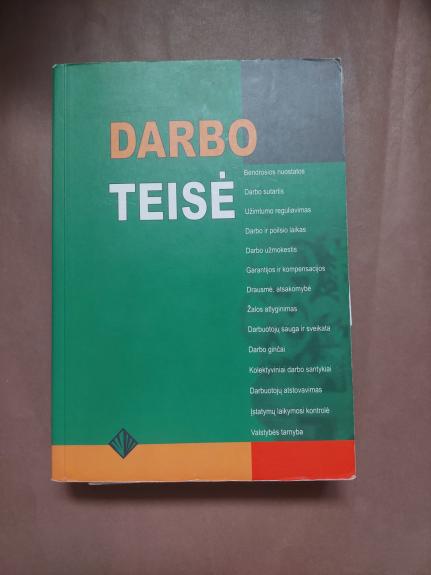 DARBO
TEISĖ
Bendrosios nuostatos
Darbo sutartis
Užimtumo reguliavimas
Darbo ir poilsio laikas
Darbo užmokestis
Garantijos ir kompensacijos
Drausmė, atsakomybė
Žalos atlyginimas
Darbuotojų sauga ir sveikata
Darbo ginčai
Kolektyviniai darbo santykiai
Darbuotojų atstovavimas
Įstatymų laikymosi kontrolė
Valstybės tarnyba